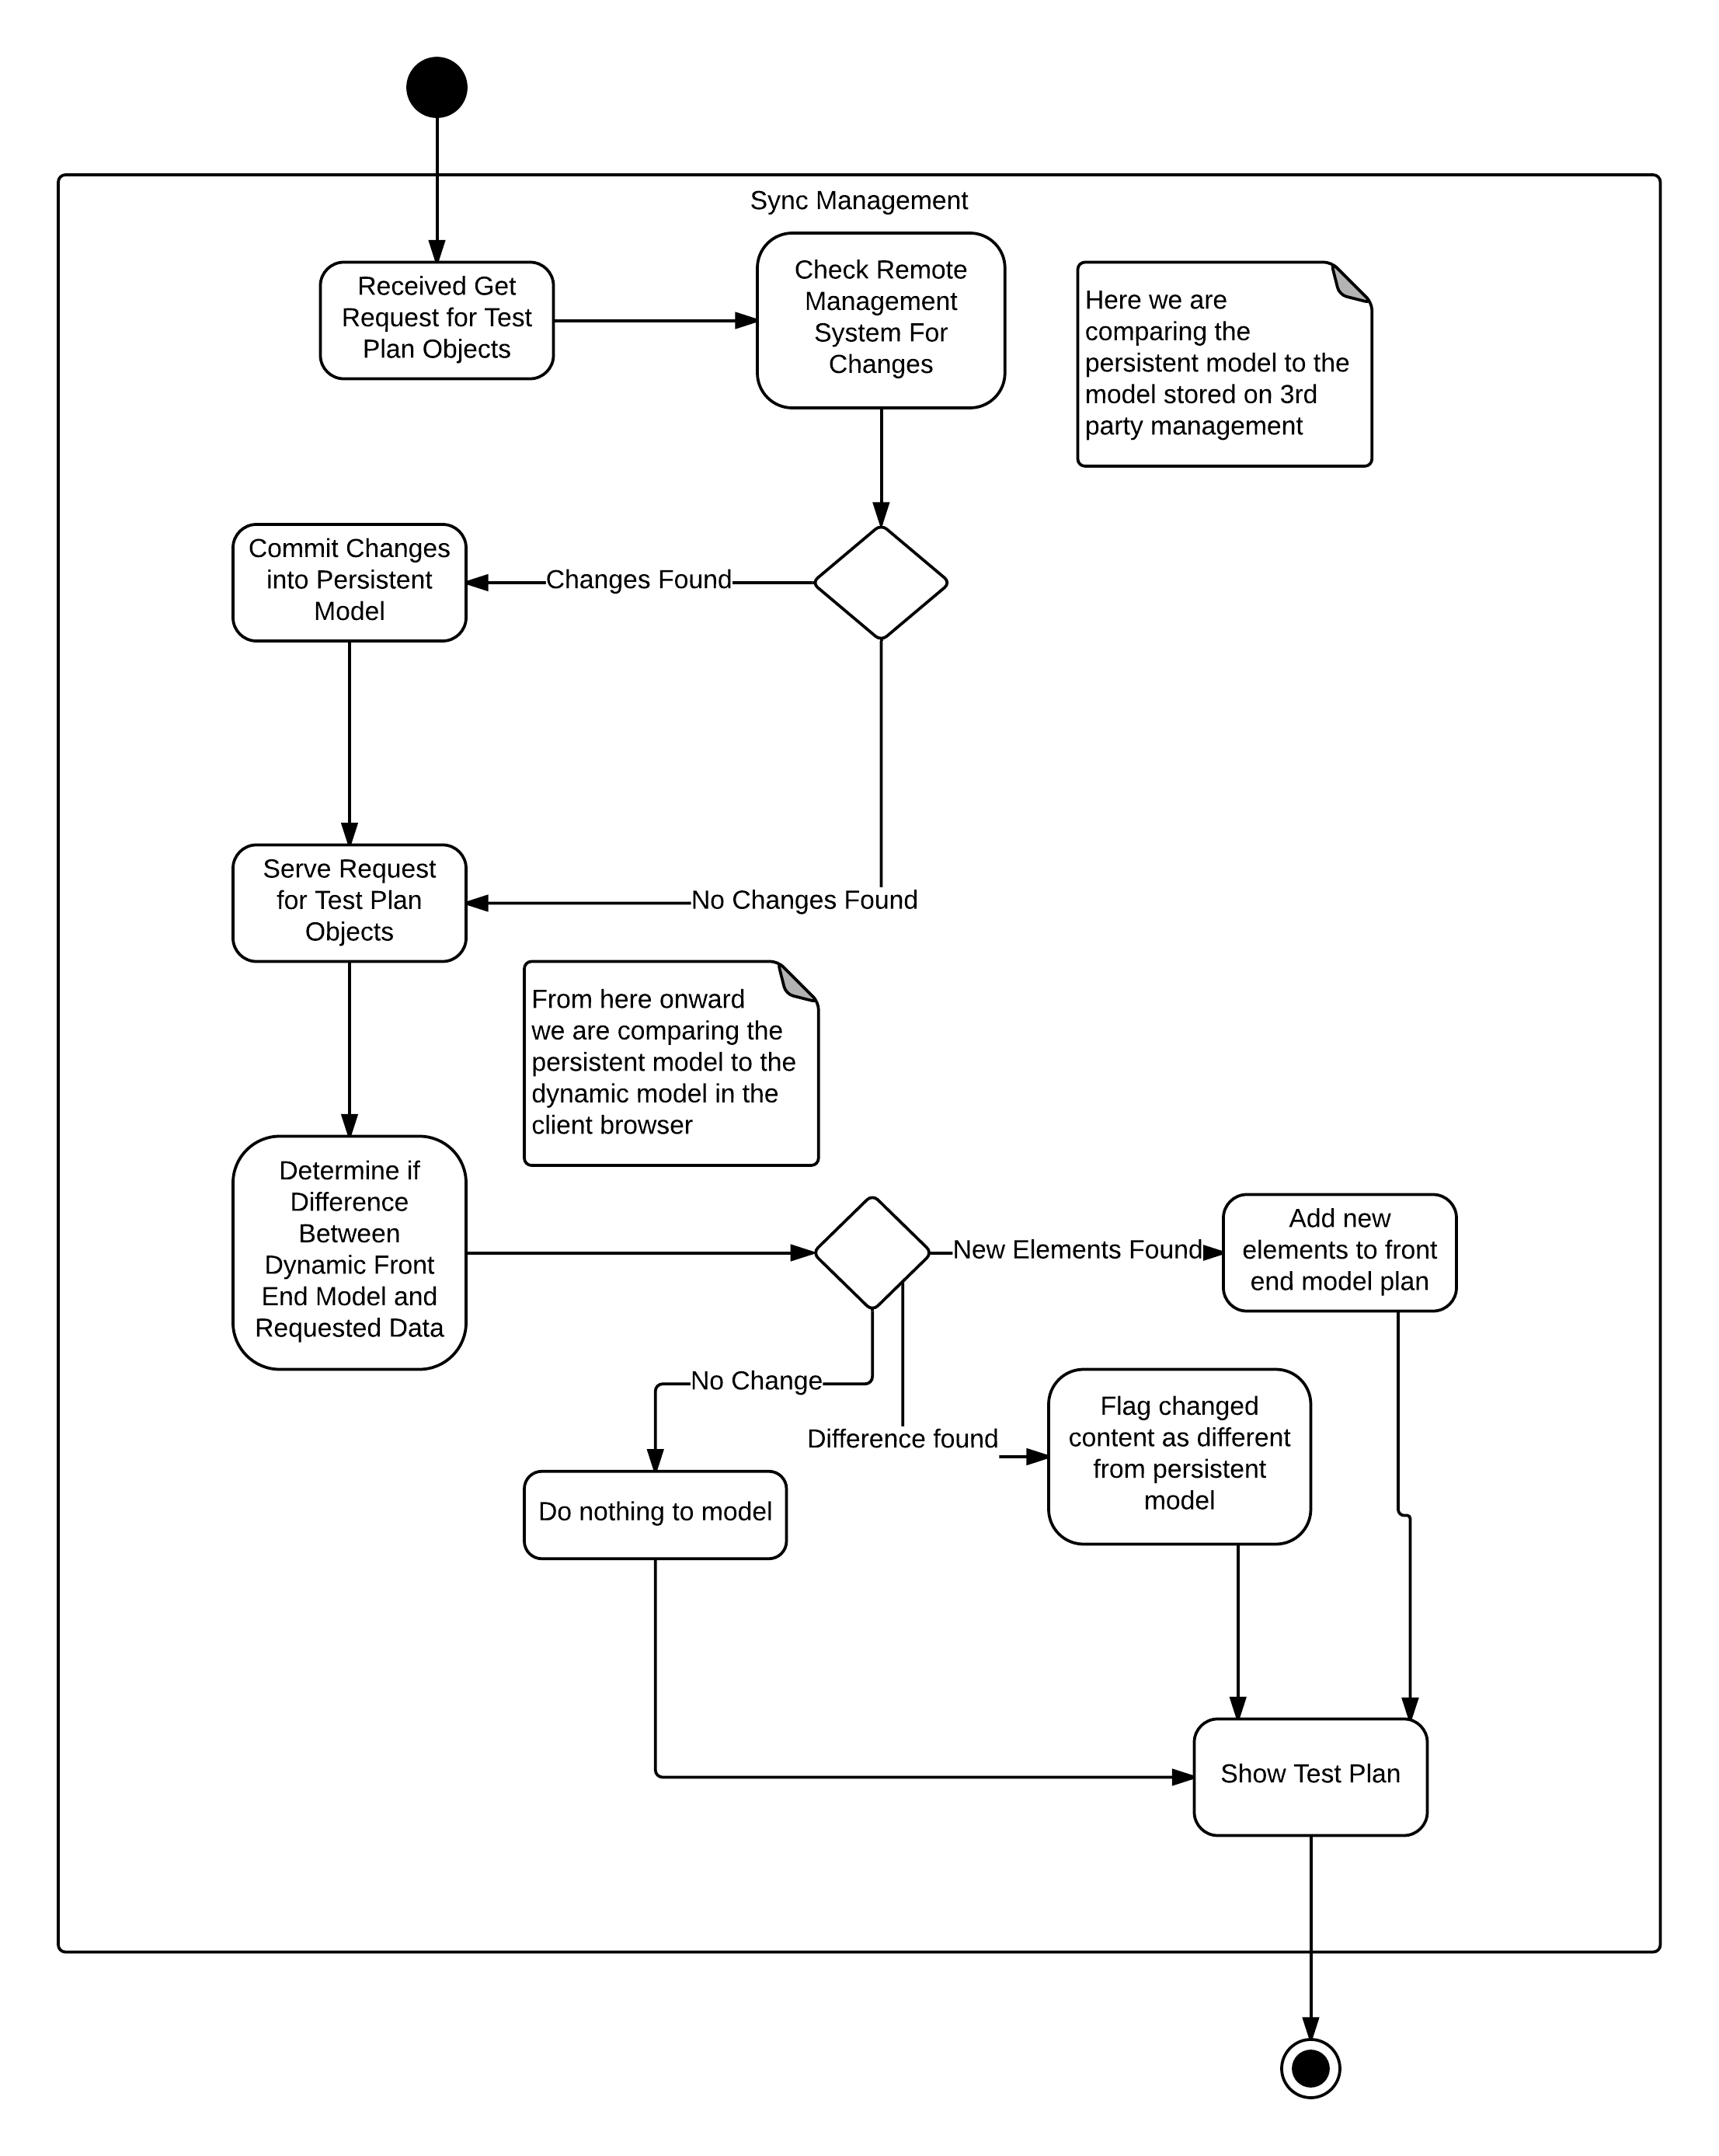 Sync Management
Received Get
Request for Test
Plan Objects
Check Remote
Management
System For
Changes
Here we are
comparing the
persistent model to the
model stored on 3rd
party management
Commit Changes
into Persistent
Model
Changes Found
Serve Request
for Test Plan
Objects
No Changes Found
From here onward
we are comparing the
persistent model to the
dynamic model in the
client browser
Determine if
Difference
Between
Dynamic Front
End Model and
Requested Data
New Elements Found
Add new
elements to front
end model plan
No Change
Difference found
Flag changed
content as different
from persistent
model
Do nothing to model
Show Test Plan